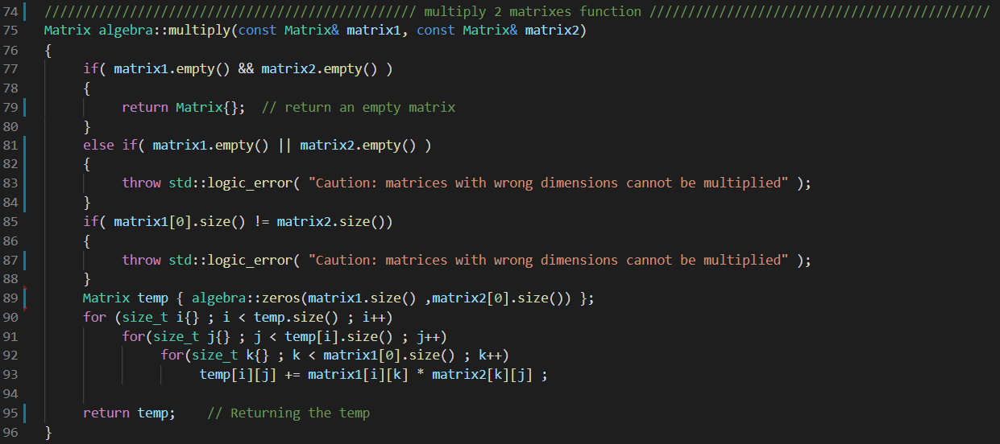 74 //////////////////////////////////////////////// multiply 2 matrixes function ////////////////////////////////////////////
75 Matrix algebra::multiply(const Matrix& matrix1, const Matrix& matrix2)
76 {
77     if( matrix1.empty() && matrix2.empty() )
78     {
79         return Matrix{};  // return an empty matrix
80     }
81     else if( matrix1.empty() || matrix2.empty() )
82     {
83         throw std::logic_error( "Caution: matrices with wrong dimensions cannot be multiplied" );
84     }
85     if( matrix1[0].size() != matrix2.size())
86     {
87         throw std::logic_error( "Caution: matrices with wrong dimensions cannot be multiplied" );
88     }
89     Matrix temp { algebra::zeros(matrix1.size() ,matrix2[0].size()) };
90     for (size_t i{} ; i < temp.size() ; i++)
91         for(size_t j{} ; j < temp[i].size() ; j++)
92             for(size_t k{} ; k < matrix1[0].size() ; k++)
93                 temp[i][j] += matrix1[i][k] * matrix2[k][j] ;
94
95     return temp;    // Returning the temp
96 }